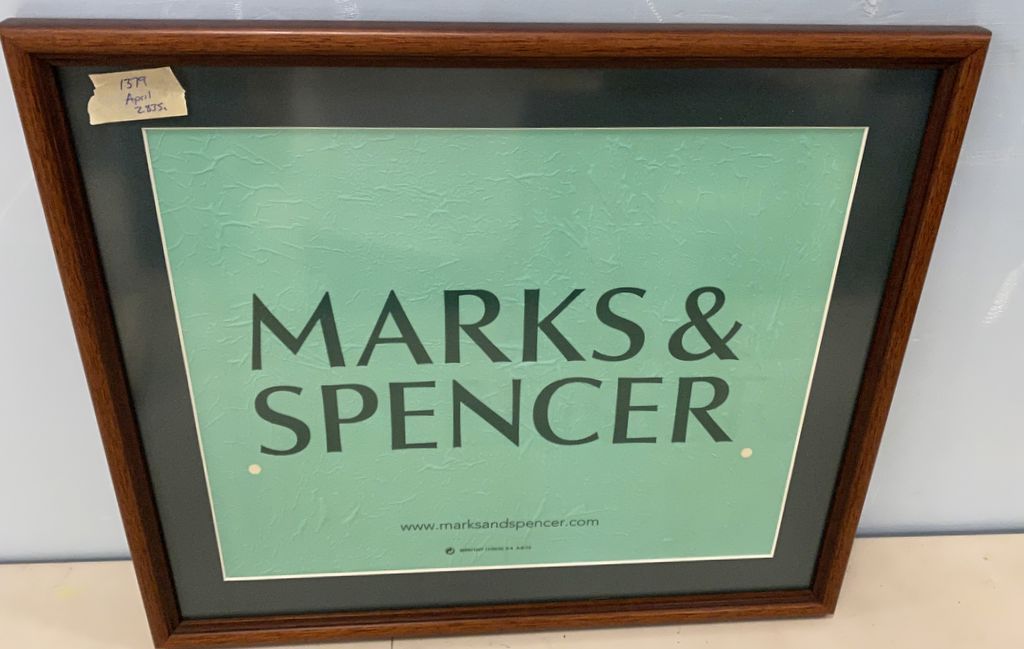 1379
April
2835.
MARKS &
SPENCER
www.marksandspencer.com